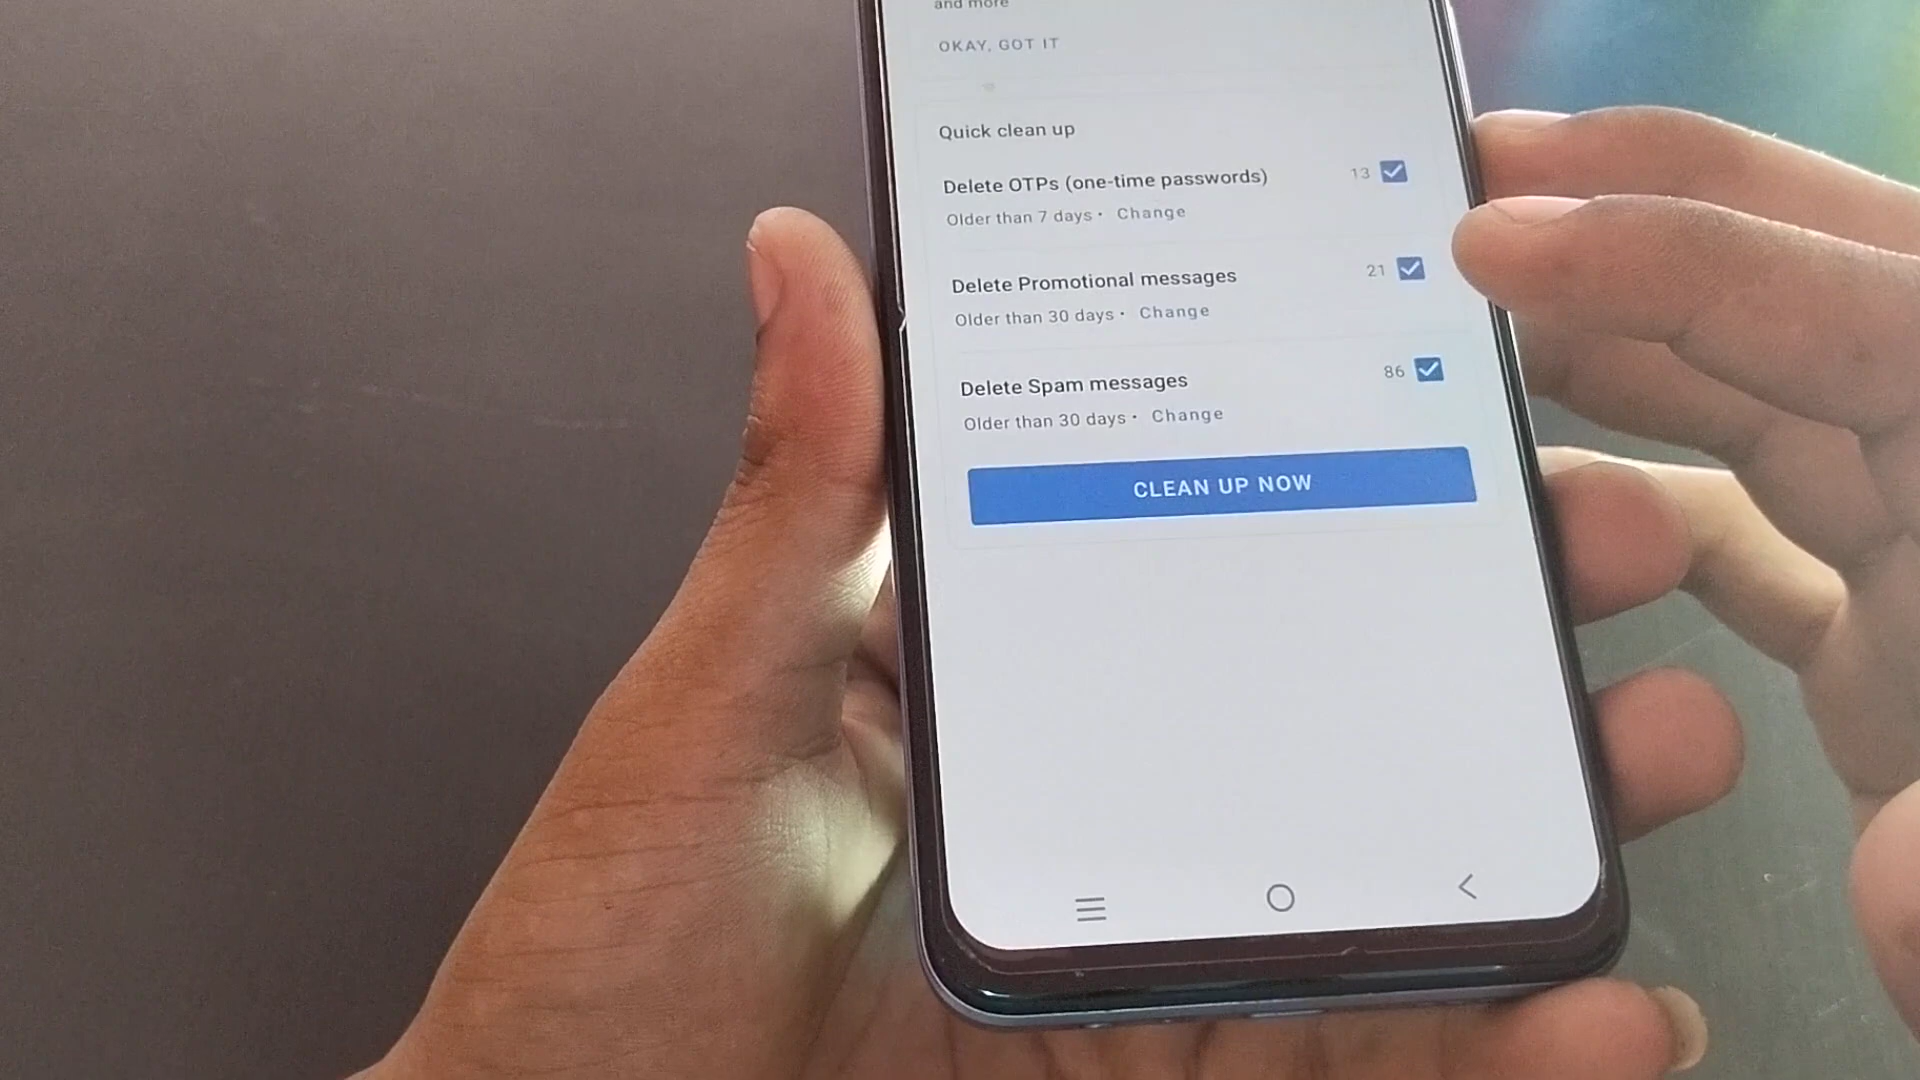 and more
OKAY, GOT IT
Quick clean up
Delete OTPs (one-time passwords) 13
Older than 7 days • Change
Delete Promotional messages 21
Older than 30 days • Change
Delete Spam messages 86
Older than 30 days • Change
CLEAN UP NOW